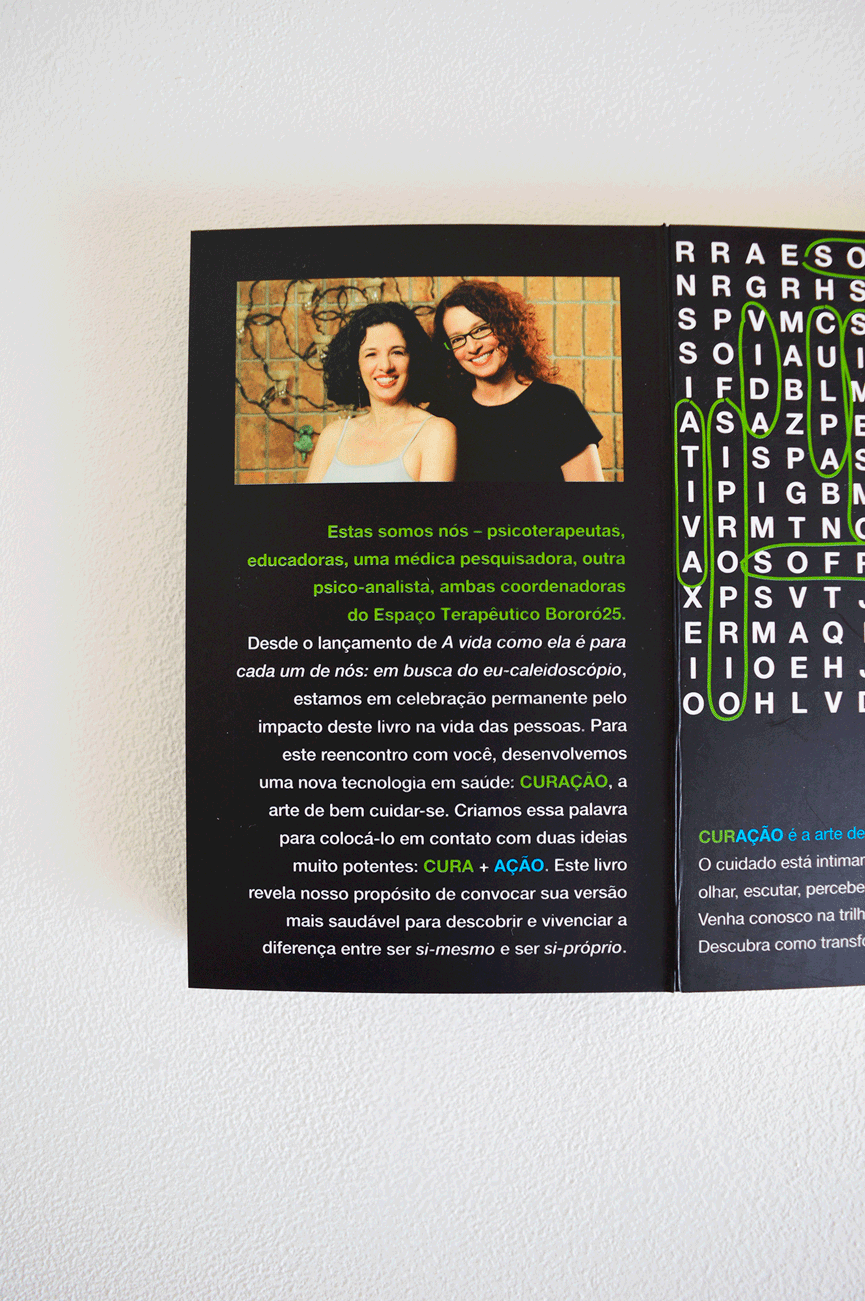 Estas somos nós – psicoterapeutas,
educadoras, uma médica pesquisadora, outra
psico-analista, ambas coordenadoras
do Espaço Terapêutico Bororó25.
Desde o lançamento de A vida como ela é para
cada um de nós: em busca do eu-caleidoscópio,
estamos em celebração permanente pelo
impacto deste livro na vida das pessoas. Para
este reencontro com você, desenvolvemos
uma nova tecnologia em saúde: CURAÇÃO, a
arte de bem cuidar-se. Criamos essa palavra
para colocá-lo em contato com duas ideias
muito potentes: CURA + AÇÃO. Este livro
revela nosso propósito de convocar sua versão
mais saudável para descobrir e vivenciar a
diferença entre ser si-mesmo e ser si-próprio.
R R A E S O
N R G R H S
S P V M C S
S O I A U I
I F D B L M
A S A Z P E
T I S P A S
I P I G B M
V R M T N O
A O S O F R
X P S V T J
E R M A Q
I I O E H J
O O H L V D
CURAÇÃO é a arte de
O cuidado está
olhar, escutar,
Venha conosco na
Descubra como